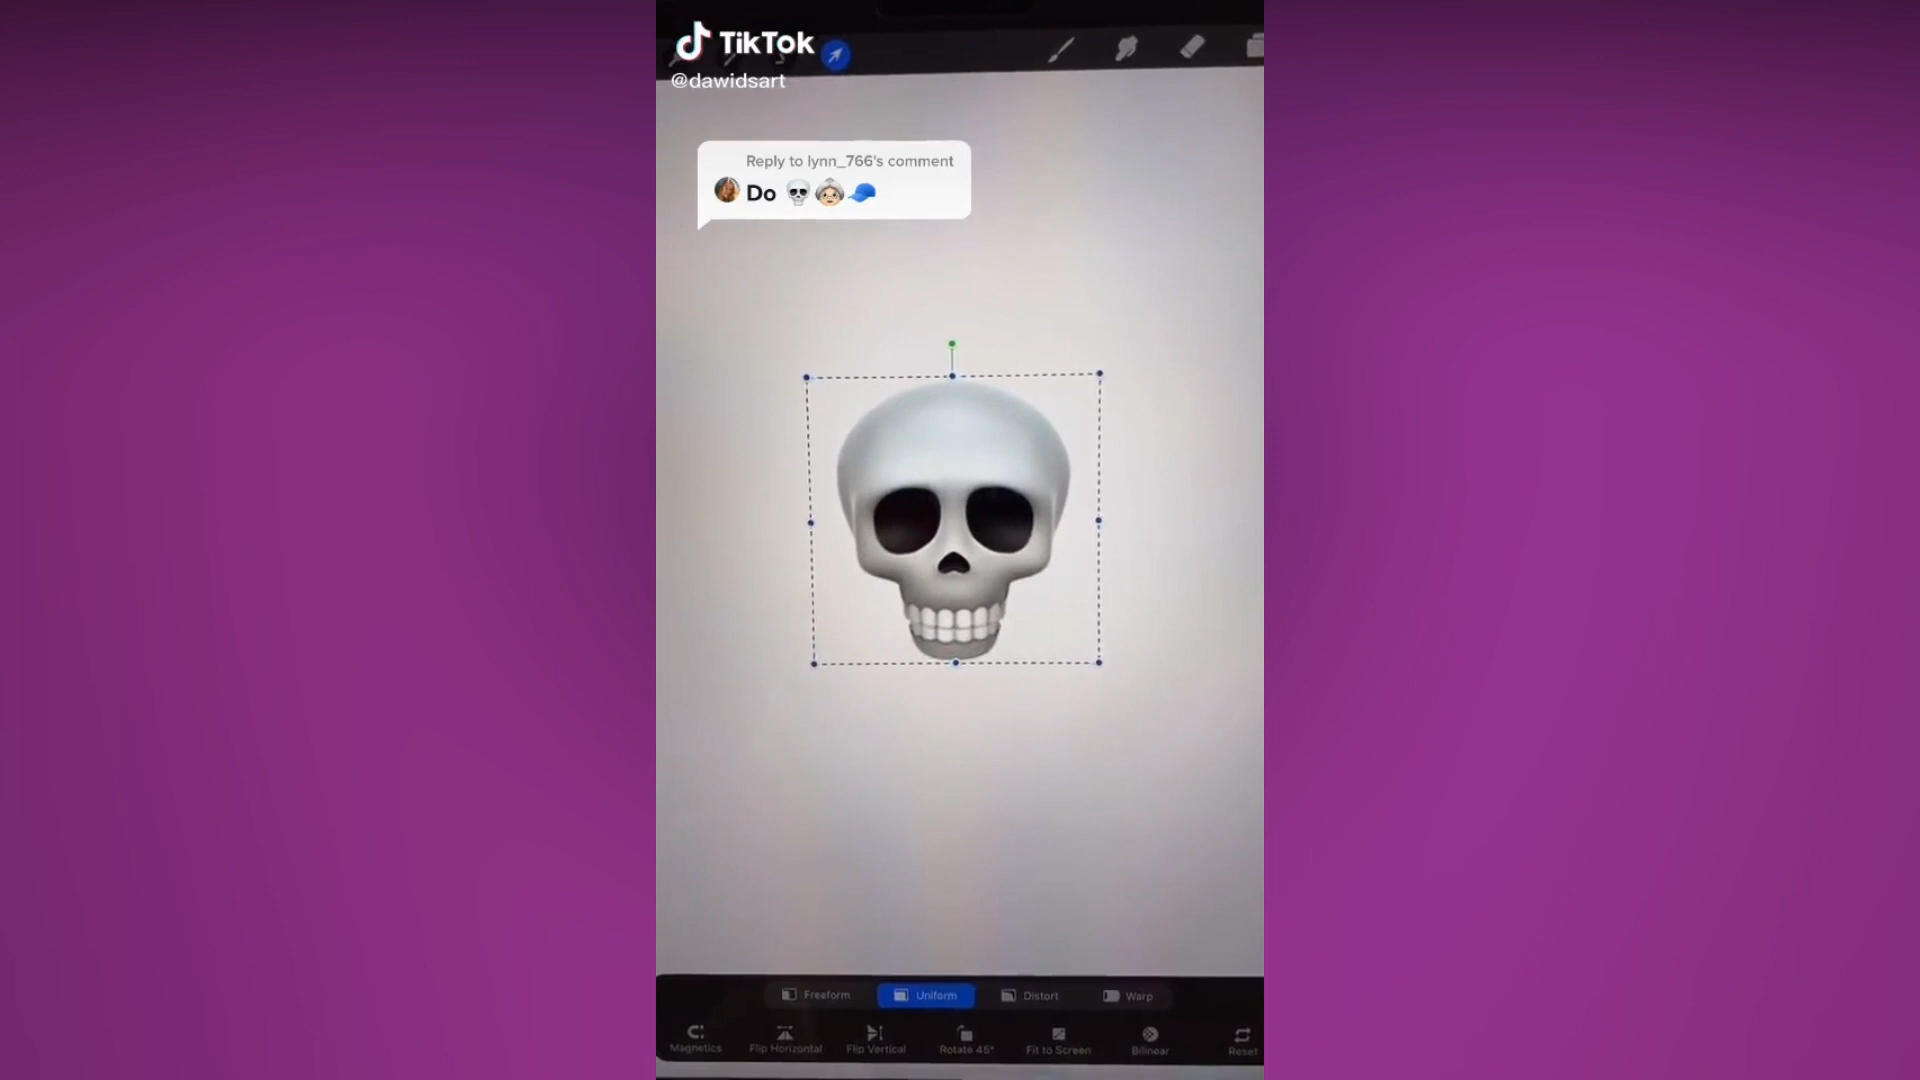 TikTok
@dawidsart
Reply to lynn_766's comment
Do 💀👵🏼🧢
Freeform
Uniform
Distort
Warp
Magnetics
Flip Horizontal
Flip Vertical
Rotate 45°
Fit to Screen
Bilinear
Reset